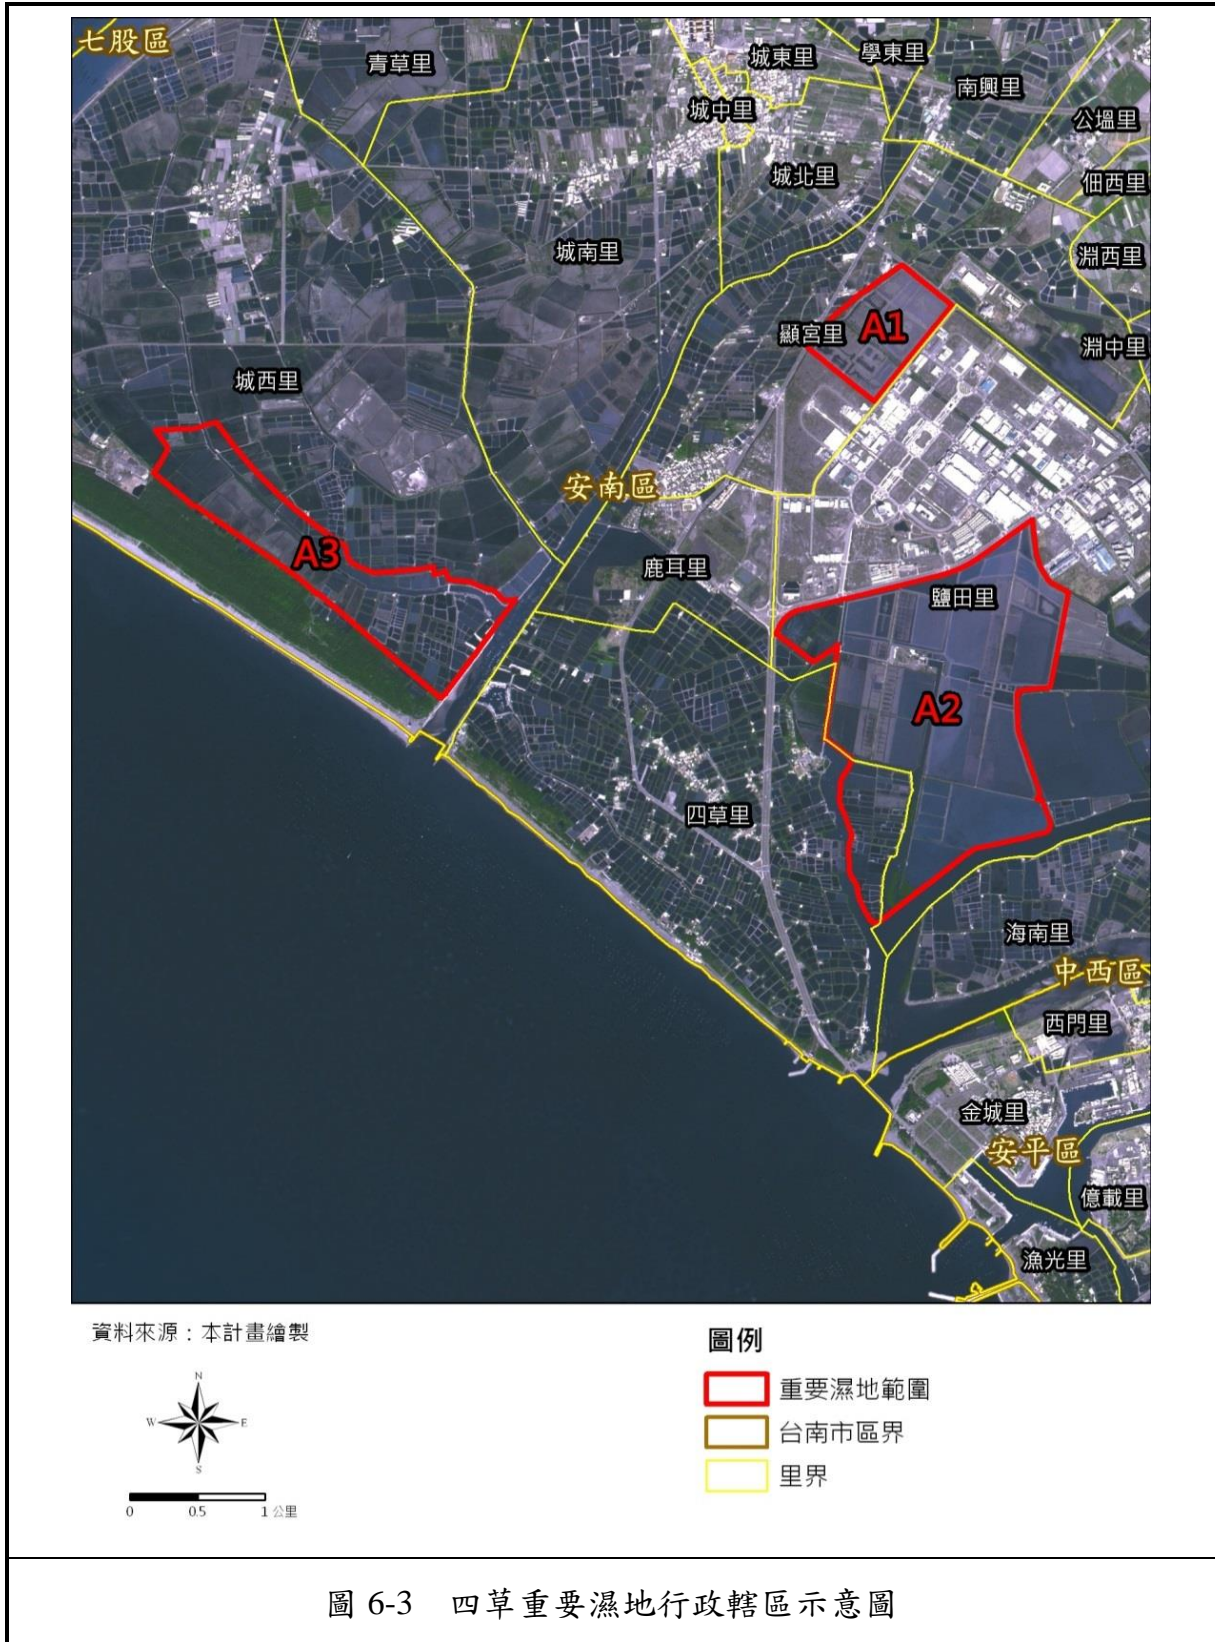 七股區
青草里
城東里
學東里
南興里
城中里
公塭里
城北里
佃西里
城南里
淵西里
顯宮里
A1
淵中里
城西里
安南區
A3
鹿耳里
鹽田里
A2
四草里
海南里
中西區
西門里
金城里
安平區
億載里
漁光里
資料來源：本計畫繪製
圖例
重要濕地範圍
台南市區界
里界
N
W
E
S
0 0.5 1 公里
圖 6-3 四草重要濕地行政轄區示意圖